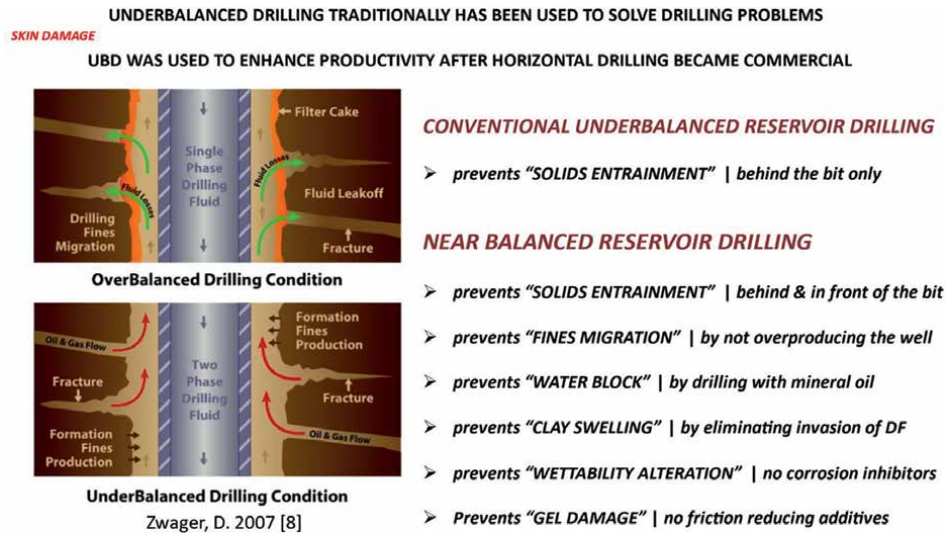 UNDERBALANCED DRILLING TRADITIONALLY HAS BEEN USED TO SOLVE DRILLING PROBLEMS
SKIN DAMAGE
UBD WAS USED TO ENHANCE PRODUCTIVITY AFTER HORIZONTAL DRILLING BECAME COMMERCIAL
Filter Cake
Single
Phase
Drilling
Fluid
Fluid Losses
Fluid Losses
Fluid Leakoff
Drilling
Fines
Migration
Fracture
OverBalanced Drilling Condition
Formation
Fines
Production
Oil & Gas Flow
Two
Phase
Drilling
Fluid
Fracture
Fracture
Formation
Fines
Production
Oil & Gas Flow
UnderBalanced Drilling Condition
Zwager, D. 2007 [8]
CONVENTIONAL UNDERBALANCED RESERVOIR DRILLING
➢ prevents “SOLIDS ENTRAINMENT” | behind the bit only
NEAR BALANCED RESERVOIR DRILLING
➢ prevents “SOLIDS ENTRAINMENT” | behind & in front of the bit
➢ prevents “FINES MIGRATION” | by not overproducing the well
➢ prevents “WATER BLOCK” | by drilling with mineral oil
➢ prevents “CLAY SWELLING” | by eliminating invasion of DF
➢ prevents “WETTABILITY ALTERATION” | no corrosion inhibitors
➢ Prevents “GEL DAMAGE” | no friction reducing additives